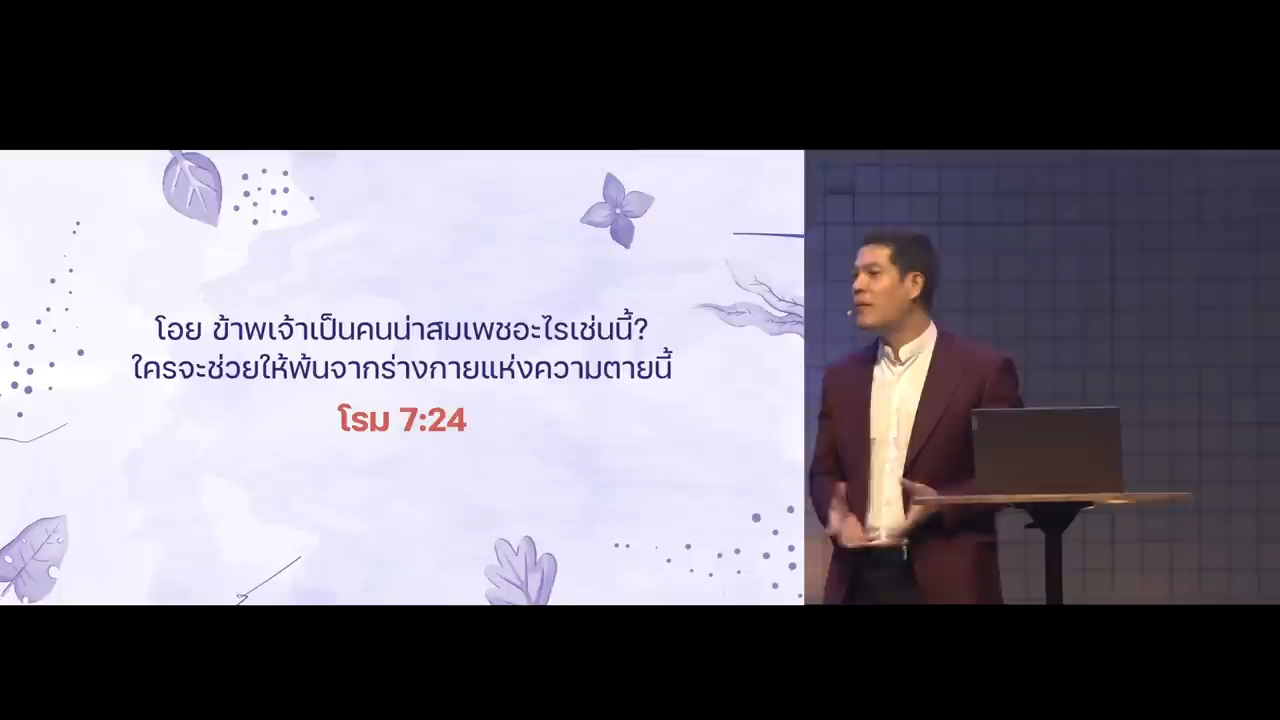 โอย ข้าพเจ้าเป็นคนน่าสมเพชอะไรเช่นนี้?
ใครจะช่วยให้พ้นจากร่างกายแห่งความตายนี้
โรม 7:24